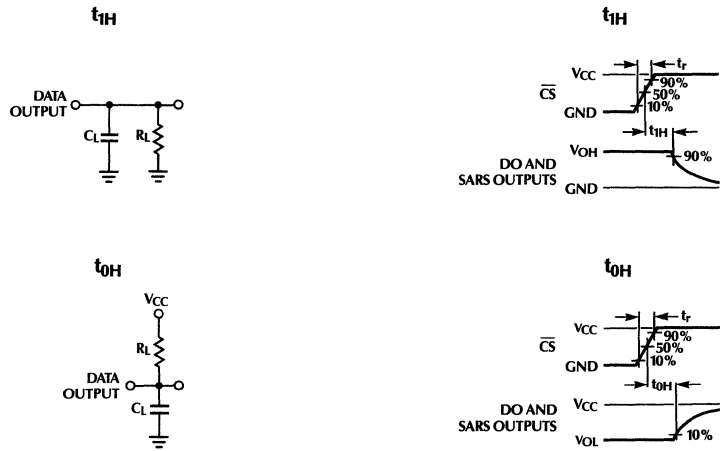 t1H
DATA
OUTPUT
CL
RL
t1H
tr
VCC
CS
GND
90%
50%
10%
t1H
VOH
90%
DO AND
SARS OUTPUTS
GND
t0H
VCC
RL
DATA
OUTPUT
CL
t0H
tr
VCC
CS
GND
90%
50%
10%
t0H
VCC
DO AND
SARS OUTPUTS
VOL
10%